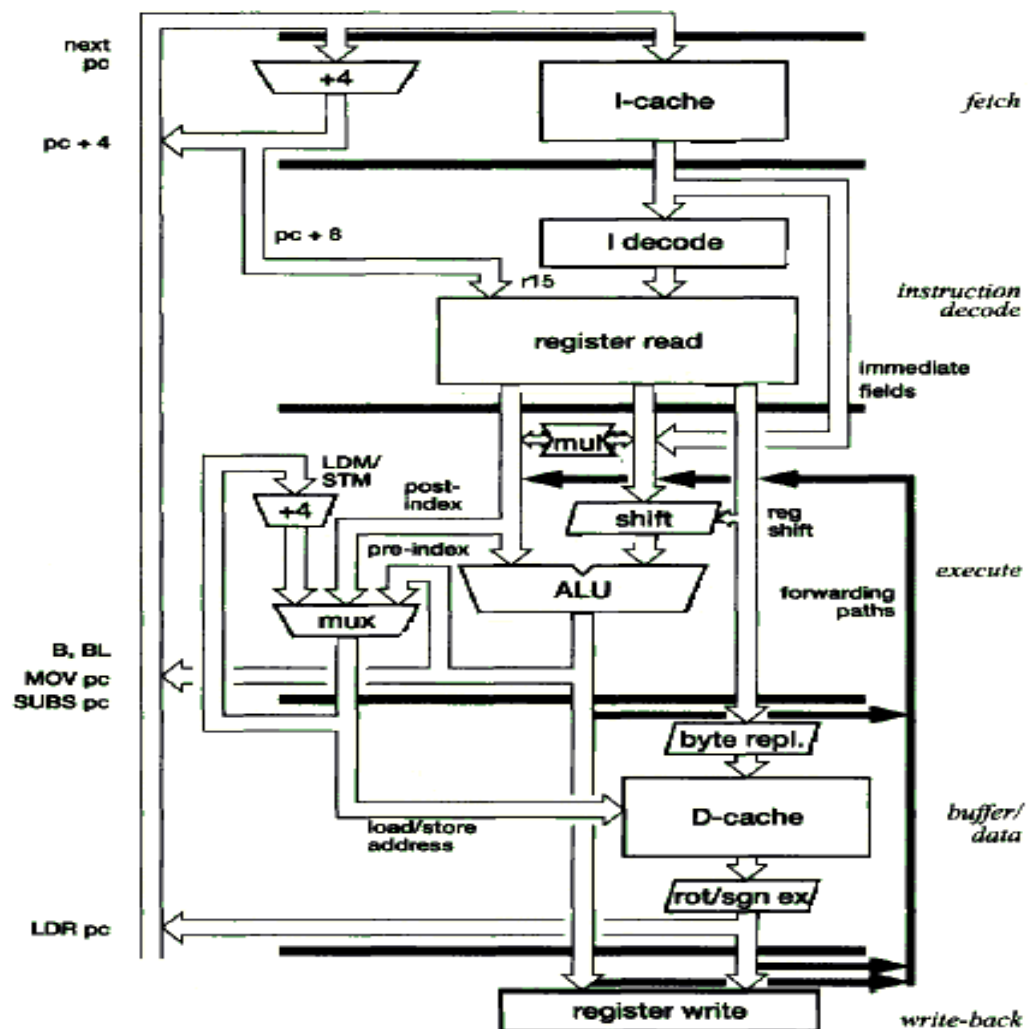 next
pc
+4
I-cache
fetch
pc + 4
I decode
pc + 8
r15
instruction
decode
register read
immediate
fields
mul
LDM/
STM
post-
index
+4
shift
reg
shift
pre-index
ALU
execute
forwarding
paths
mux
B, BL
MOV pc
SUBS pc
byte repl.
D-cache
buffer/
data
load/store
address
rot/sgn ex
LDR pc
register write
write-back